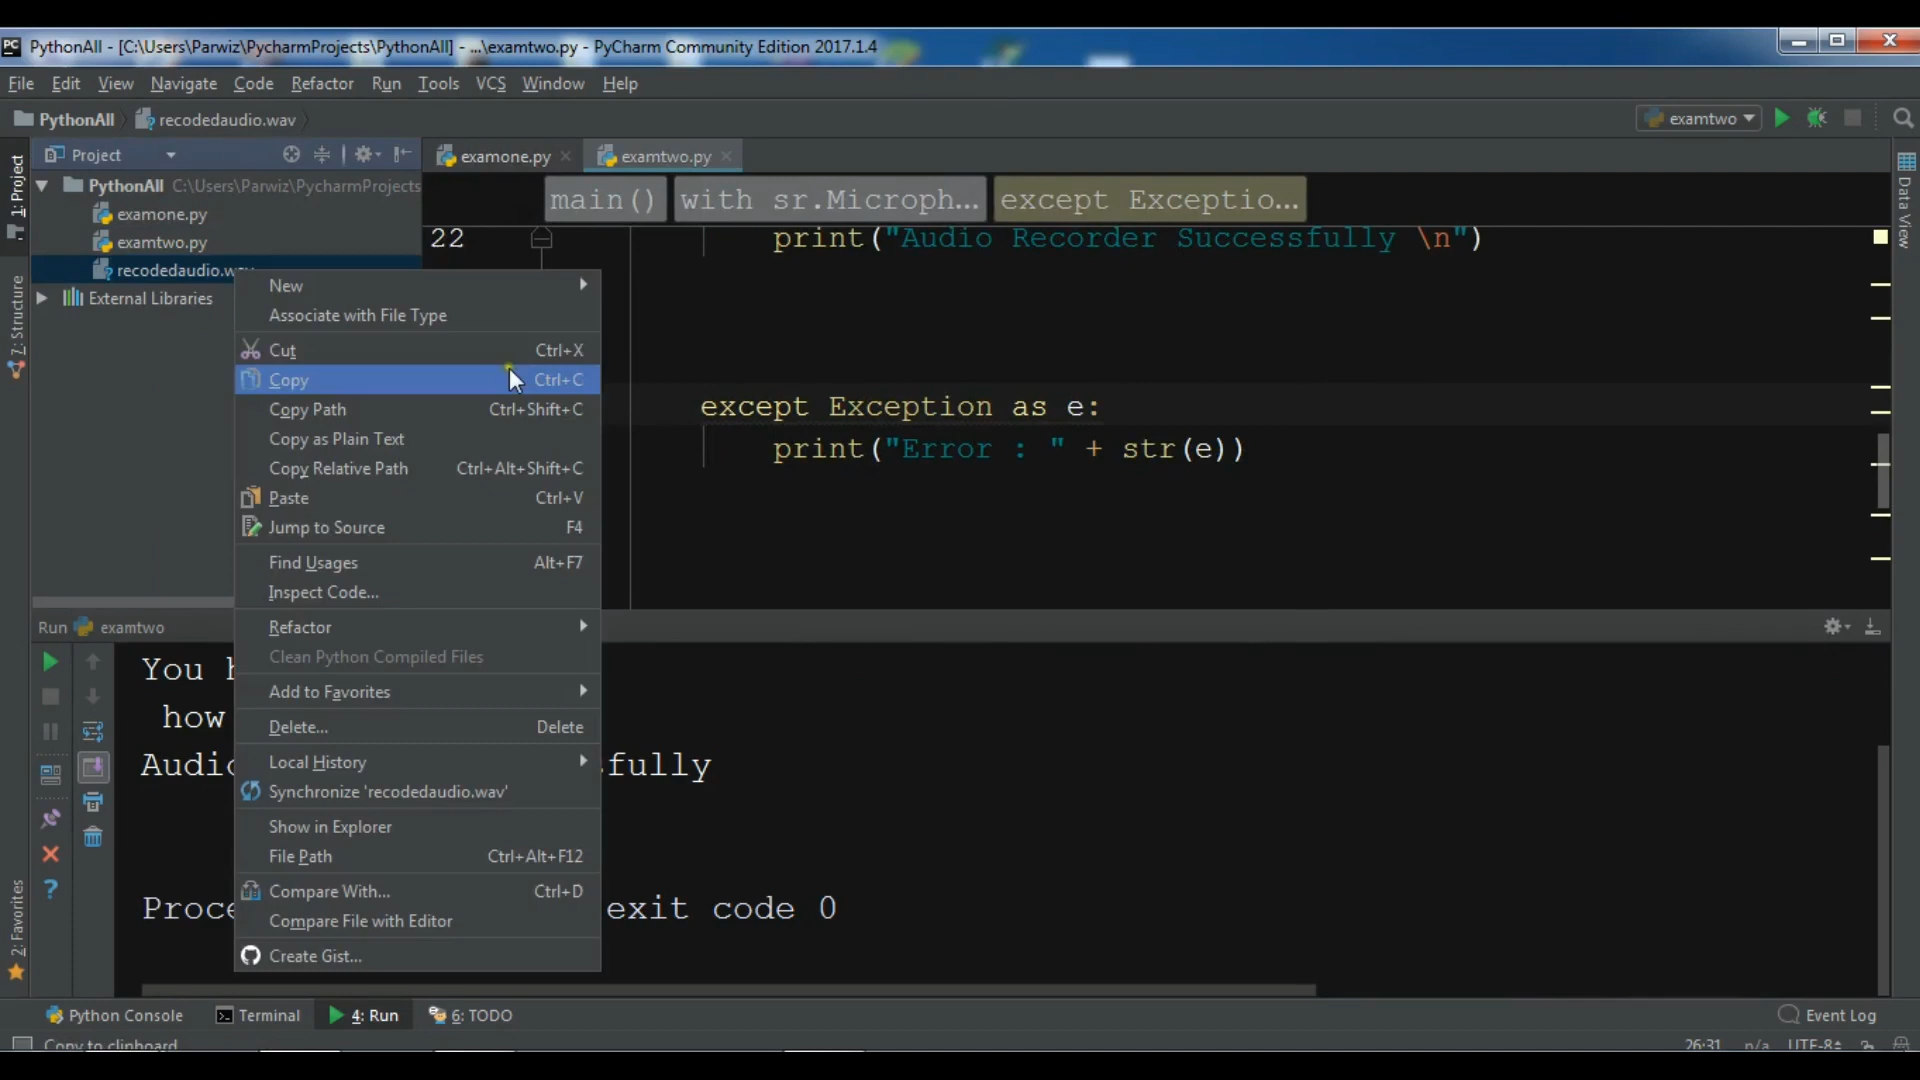 PythonAll - [C:\Users\Parwiz\PycharmProjects\PythonAll] - ...\examtwo.py - PyCharm Community Edition 2017.1.4
File Edit View Navigate Code Refactor Run Tools VCS Window Help
PythonAll recodedaudio.wav examtwo
Project examone.py examtwo.py
1: Project
7: Structure
2: Favorites
Data View
PythonAll C:\Users\Parwiz\PycharmProjects
examone.py
examtwo.py
recodedaudio.wav
External Libraries
main() with sr.Microph... except Exceptio...
22 print("Audio Recorder Successfully \n")
except Exception as e:
print("Error : " + str(e))
New
Associate with File Type
Cut Ctrl+X
Copy Ctrl+C
Copy Path Ctrl+Shift+C
Copy as Plain Text
Copy Relative Path Ctrl+Alt+Shift+C
Paste Ctrl+V
Jump to Source F4
Find Usages Alt+F7
Inspect Code...
Refactor
Clean Python Compiled Files
Add to Favorites
Delete... Delete
Local History
Synchronize 'recodedaudio.wav'
Show in Explorer
File Path Ctrl+Alt+F12
Compare With... Ctrl+D
Compare File with Editor
Create Gist...
Run examtwo
You
how
Audio fully
Proce exit code 0
Python Console Terminal 4: Run 6: TODO Event Log
Copy to clipboard 26:31 n/a UTF-8